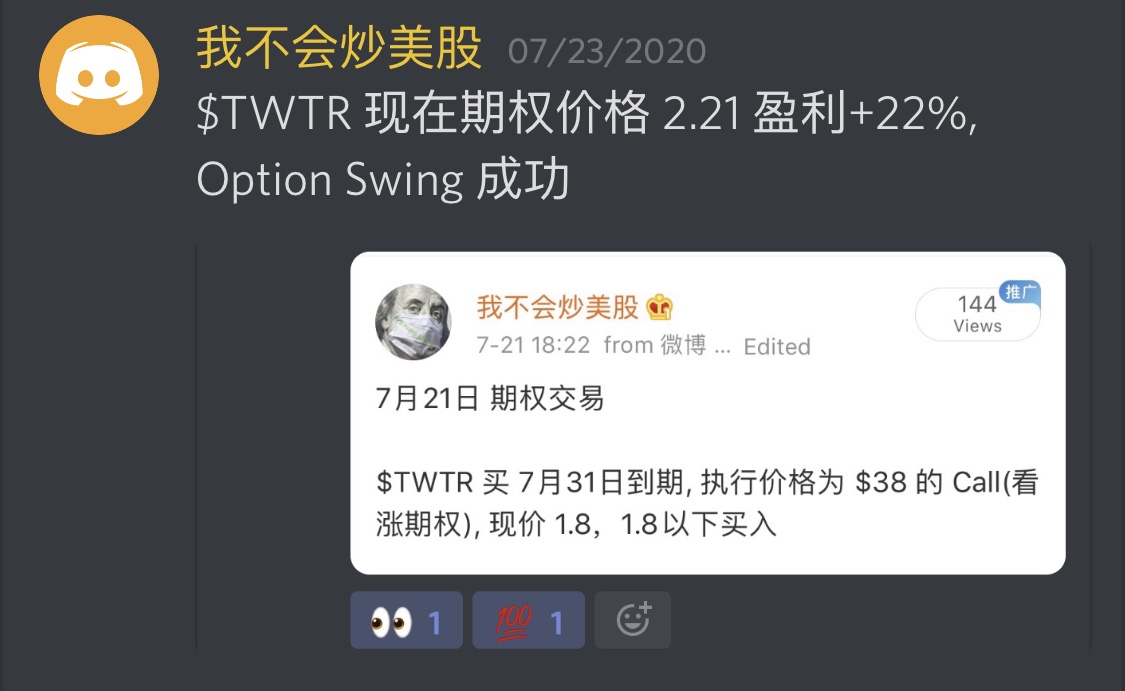 我不会炒美股 07/23/2020
$TWTR 现在期权价格 2.21 盈利+22%,
Option Swing 成功
我不会炒美股
144
推广
Views
7-21 18:22 from 微博 ... Edited
7月21日 期权交易
$TWTR 买 7月31日到期, 执行价格为 $38 的 Call(看
涨期权), 现价 1.8，1.8以下买入
👀 1 💯 1